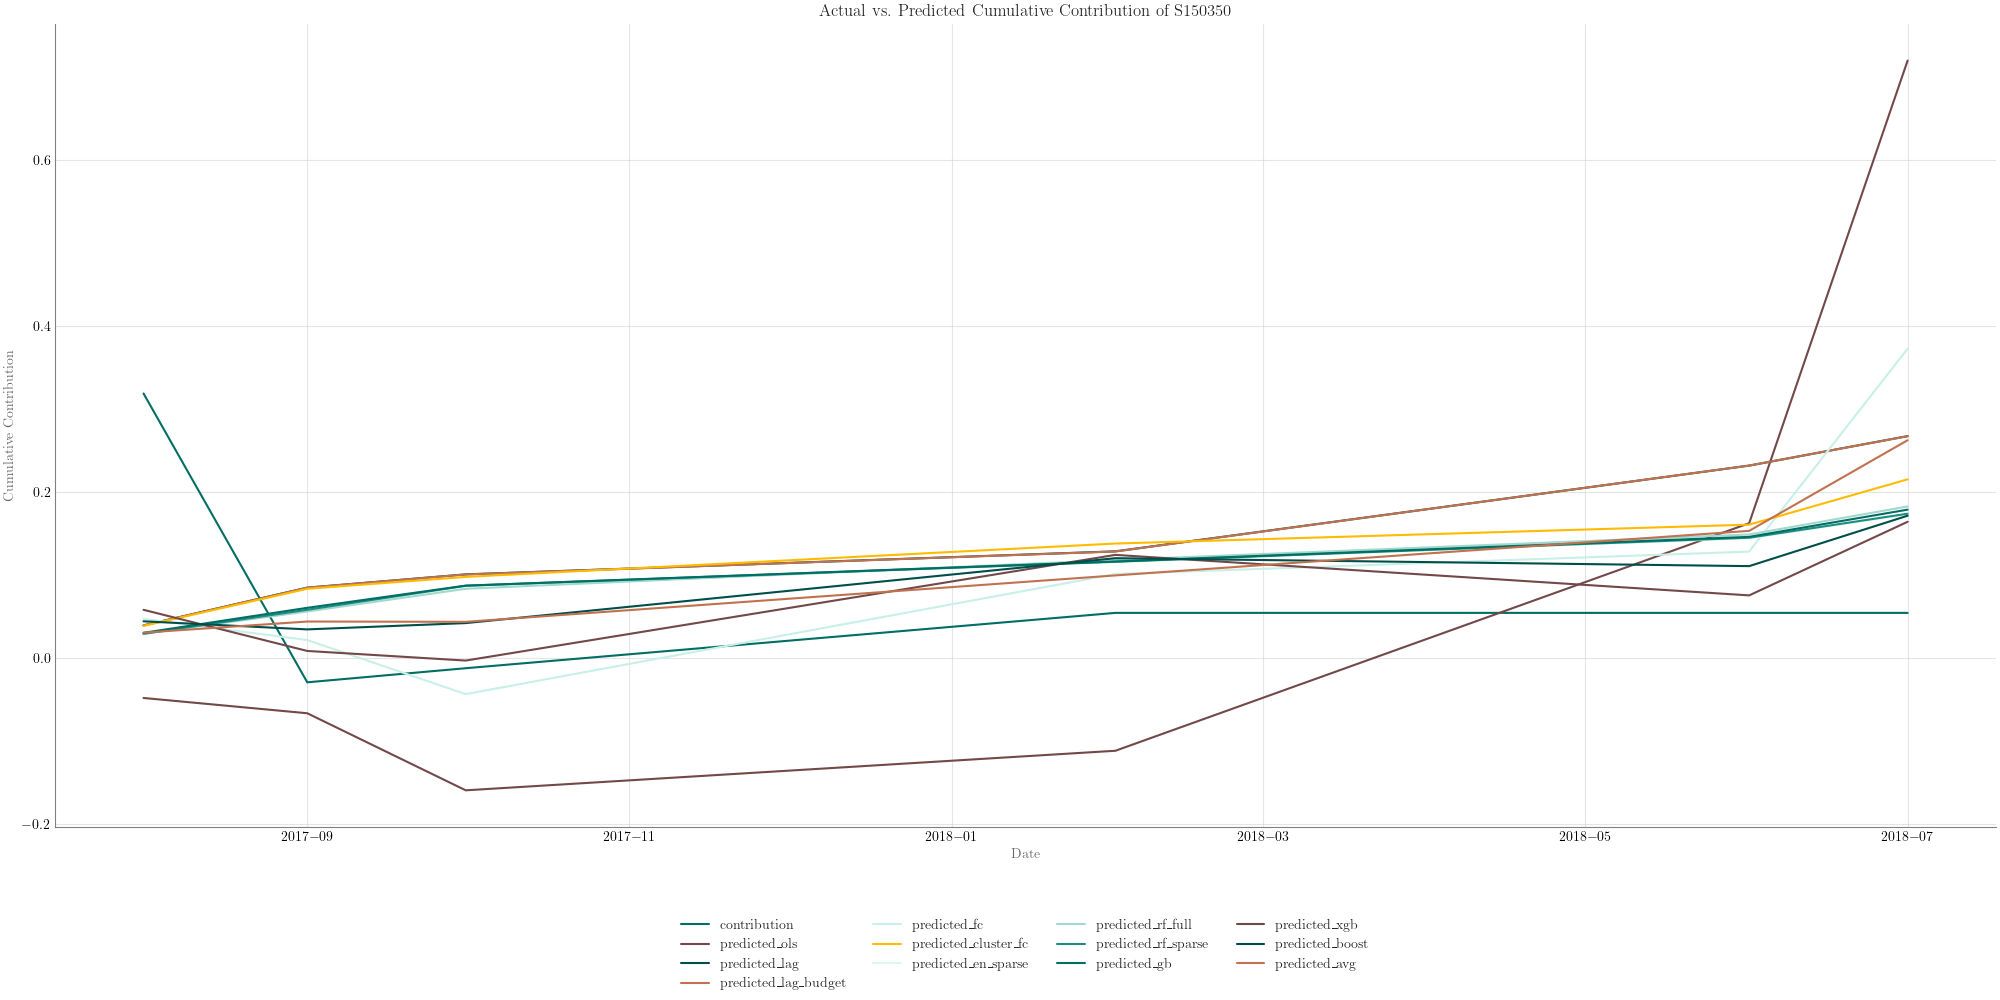 Actual vs. Predicted Cumulative Contribution of S150350
Cumulative Contribution
0.6
0.4
0.2
0.0
−0.2
2017−09 2017−11 2018−01 2018−03 2018−05 2018−07
Date
contribution predicted_fc predicted_rf_full predicted_xgb
predicted_ols predicted_cluster_fc predicted_rf_sparse predicted_boost
predicted_lag predicted_en_sparse predicted_gb predicted_avg
predicted_lag_budget